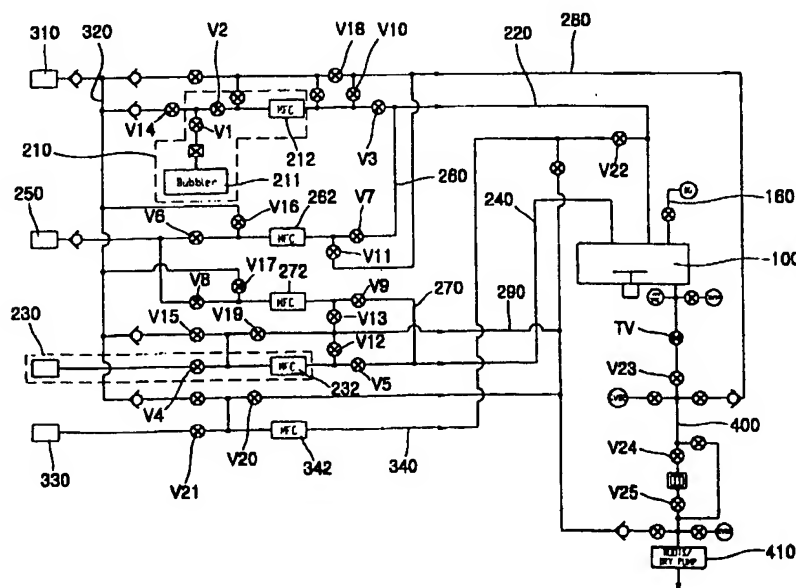 310
320
V2
V18
V10
220
280
V14
V1
MFC
212
V3
210
Bubbler
211
V22
260
160
250
V16
262
V7
240
V6
MFC
V11
100
V17
272
V8
MFC
V9
270
290
V13
TV
230
V15
V19
V12
V23
MFC
V4
232
V5
400
330
V20
340
V24
MFC
V21
342
V25
410
DRY PUMP